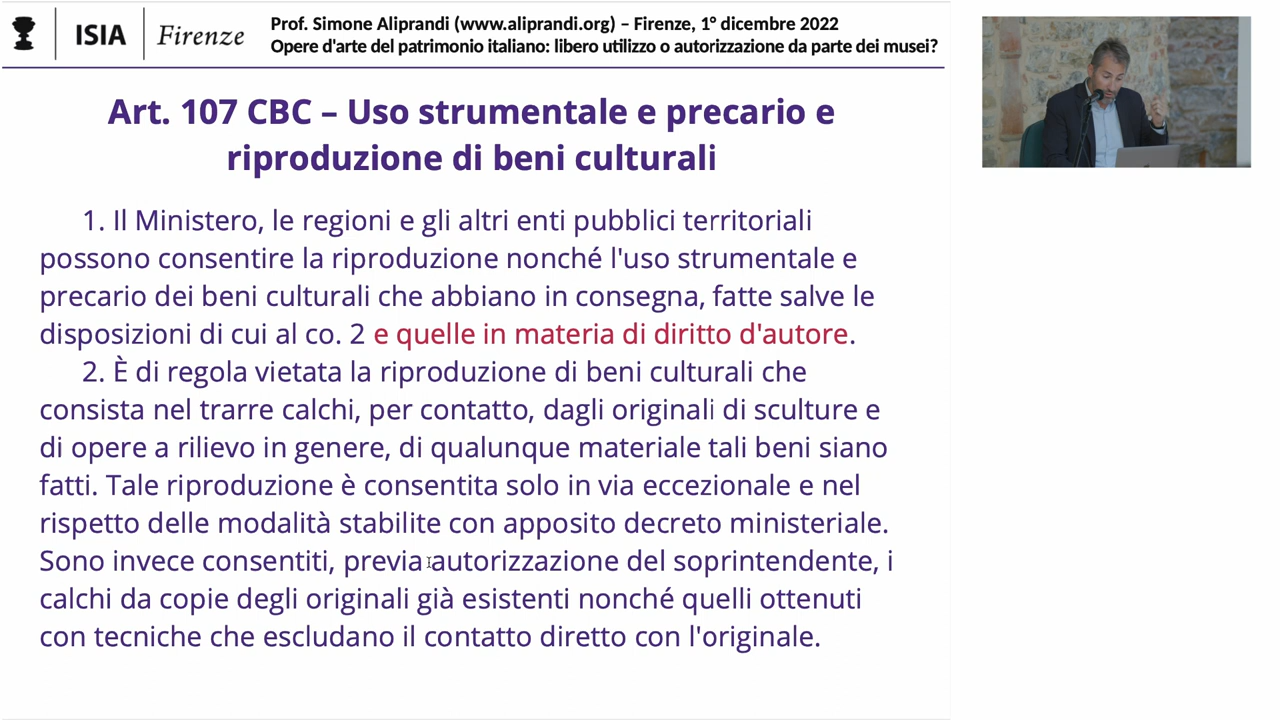 ISIA
Firenze
Prof. Simone Aliprandi (www.aliprandi.org) – Firenze, 1° dicembre 2022
Opere d'arte del patrimonio italiano: libero utilizzo o autorizzazione da parte dei musei?
Art. 107 CBC – Uso strumentale e precario e
riproduzione di beni culturali
1. Il Ministero, le regioni e gli altri enti pubblici territoriali
possono consentire la riproduzione nonché l'uso strumentale e
precario dei beni culturali che abbiano in consegna, fatte salve le
disposizioni di cui al co. 2 e quelle in materia di diritto d'autore.
2. È di regola vietata la riproduzione di beni culturali che
consista nel trarre calchi, per contatto, dagli originali di sculture e
di opere a rilievo in genere, di qualunque materiale tali beni siano
fatti. Tale riproduzione è consentita solo in via eccezionale e nel
rispetto delle modalità stabilite con apposito decreto ministeriale.
Sono invece consentiti, previa autorizzazione del soprintendente, i
calchi da copie degli originali già esistenti nonché quelli ottenuti
con tecniche che escludano il contatto diretto con l'originale.